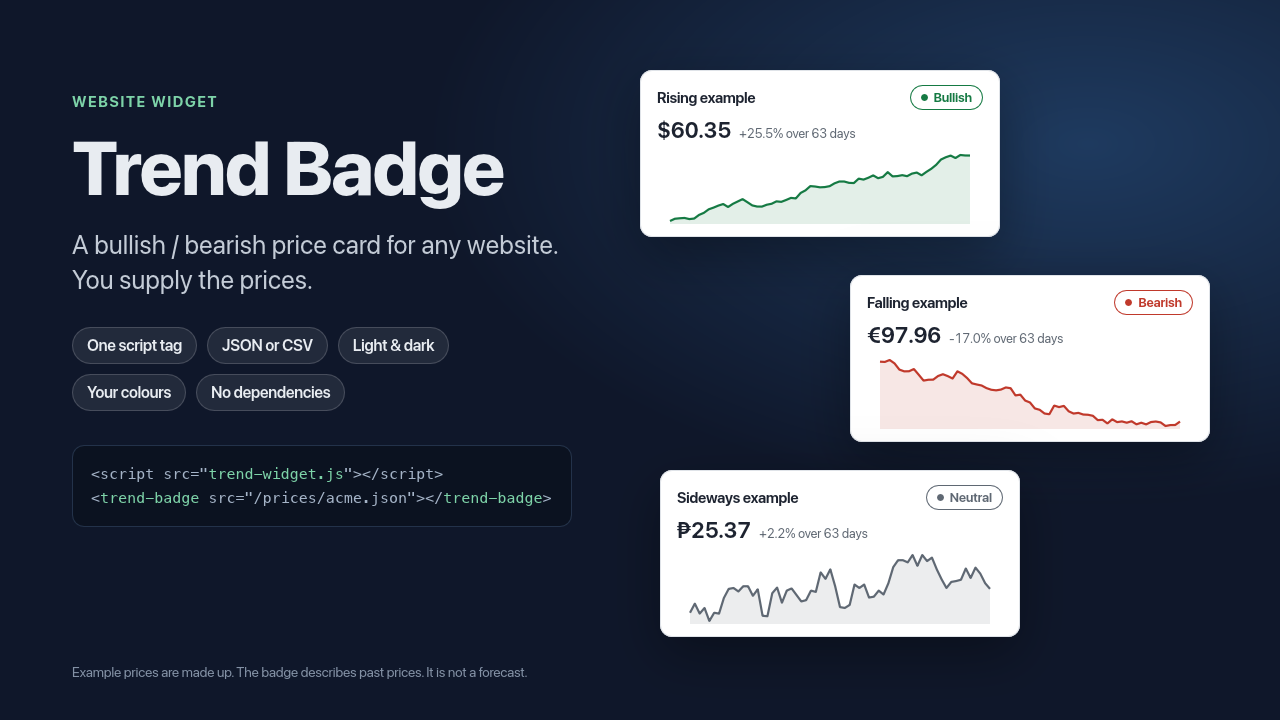 WEBSITE WIDGET
Trend Badge
A bullish / bearish price card for any website.
You supply the prices.
One script tag
JSON or CSV
Light & dark
Your colours
No dependencies
<script src="trend-widget.js"></script>
<trend-badge src="/prices/acme.json"></trend-badge>
Example prices are made up. The badge describes past prices. It is not a forecast.
Rising example
Bullish
$60.35 +25.5% over 63 days
Falling example
Bearish
€97.96 -17.0% over 63 days
Sideways example
Neutral
₱25.37 +2.2% over 63 days